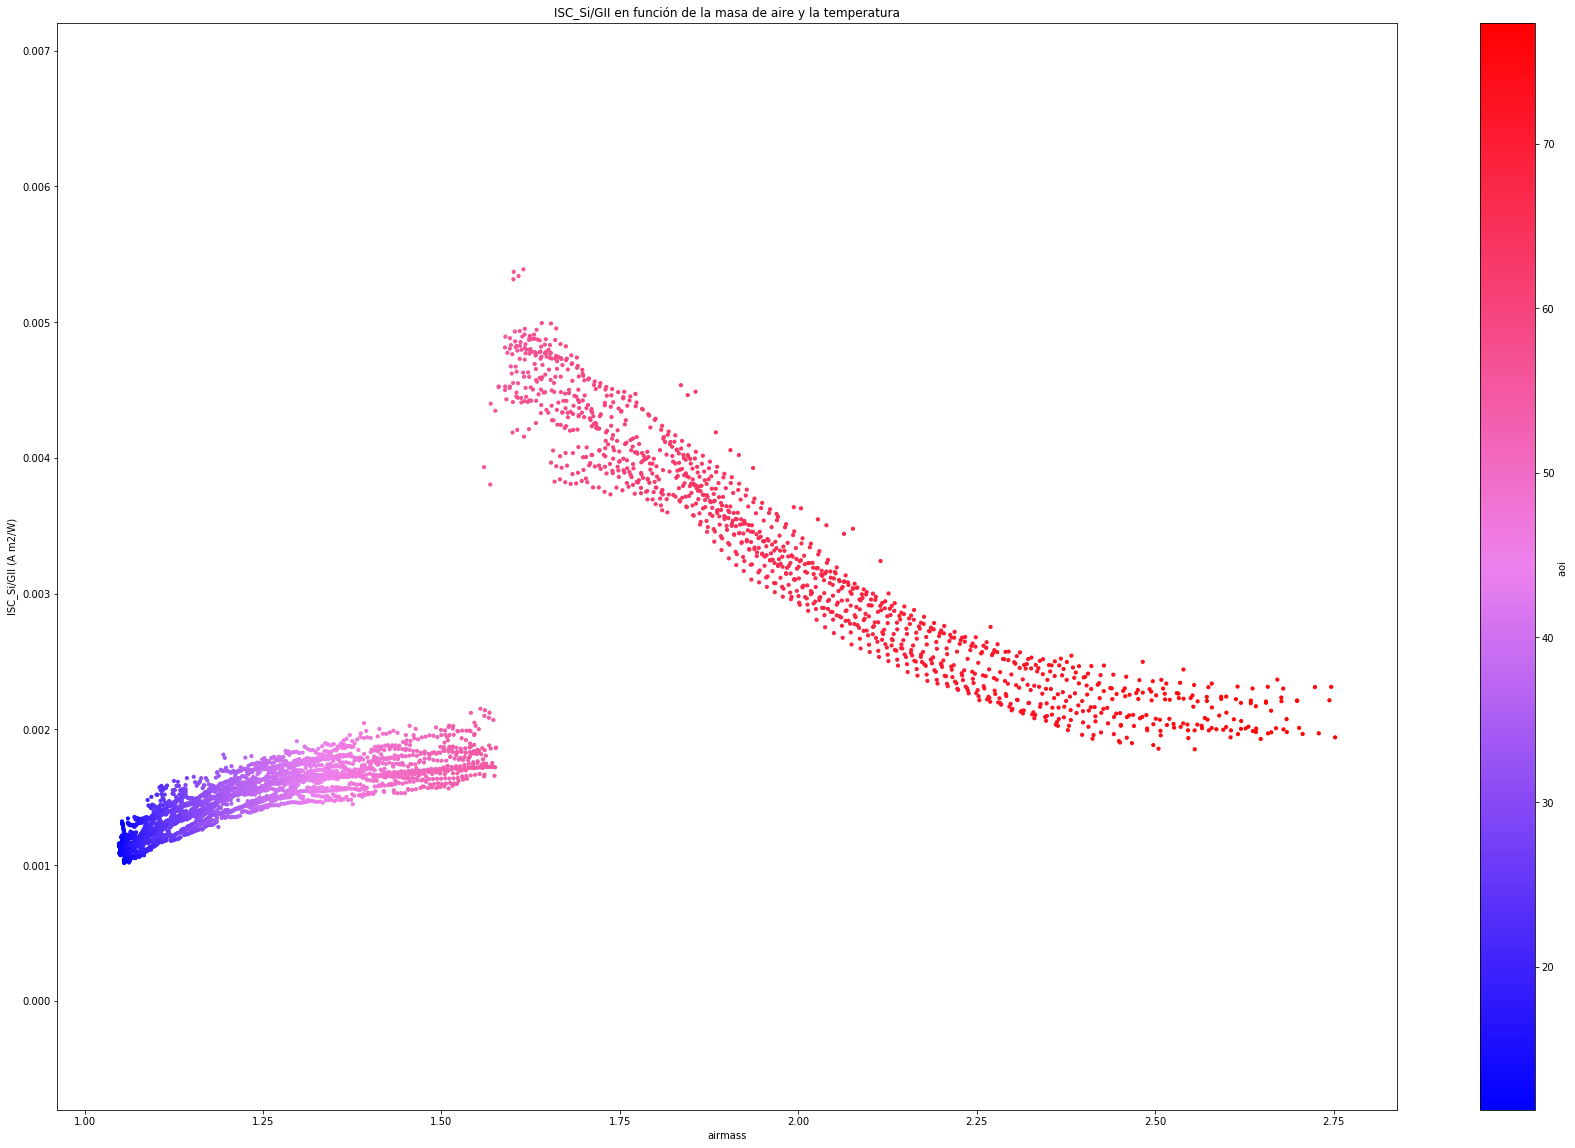 ISC_Si/GII en función de la masa de aire y la temperatura
0.007
0.006
0.005
0.004
0.003
0.002
0.001
0.000
ISC_Si/GII (A m2/W)
1.00 1.25 1.50 1.75 2.00 2.25 2.50 2.75
airmass
70
60
50
40
30
20
aoi